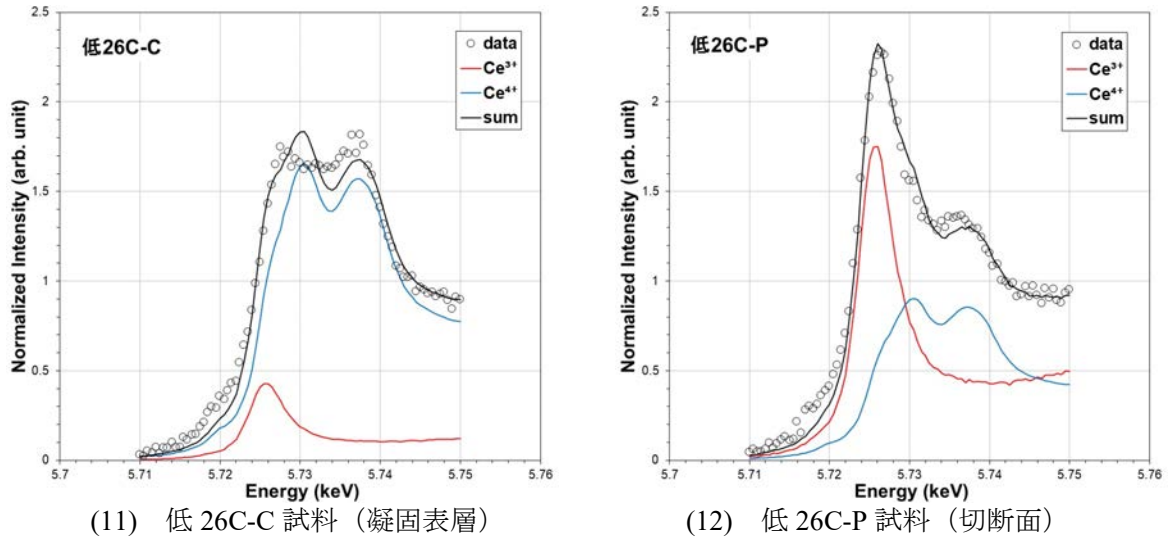 低26C-C
data
Ce³⁺
Ce⁴⁺
sum
Normalized Intensity (arb. unit)
2.5
2
1.5
1
0.5
0
5.7 5.71 5.72 5.73 5.74 5.75 5.76
Energy (keV)
(11) 低 26C-C 試料（凝固表層）
低26C-P
data
Ce³⁺
Ce⁴⁺
sum
Normalized Intensity (arb. unit)
2.5
2
1.5
1
0.5
0
5.7 5.71 5.72 5.73 5.74 5.75 5.76
Energy (keV)
(12) 低 26C-P 試料（切断面）